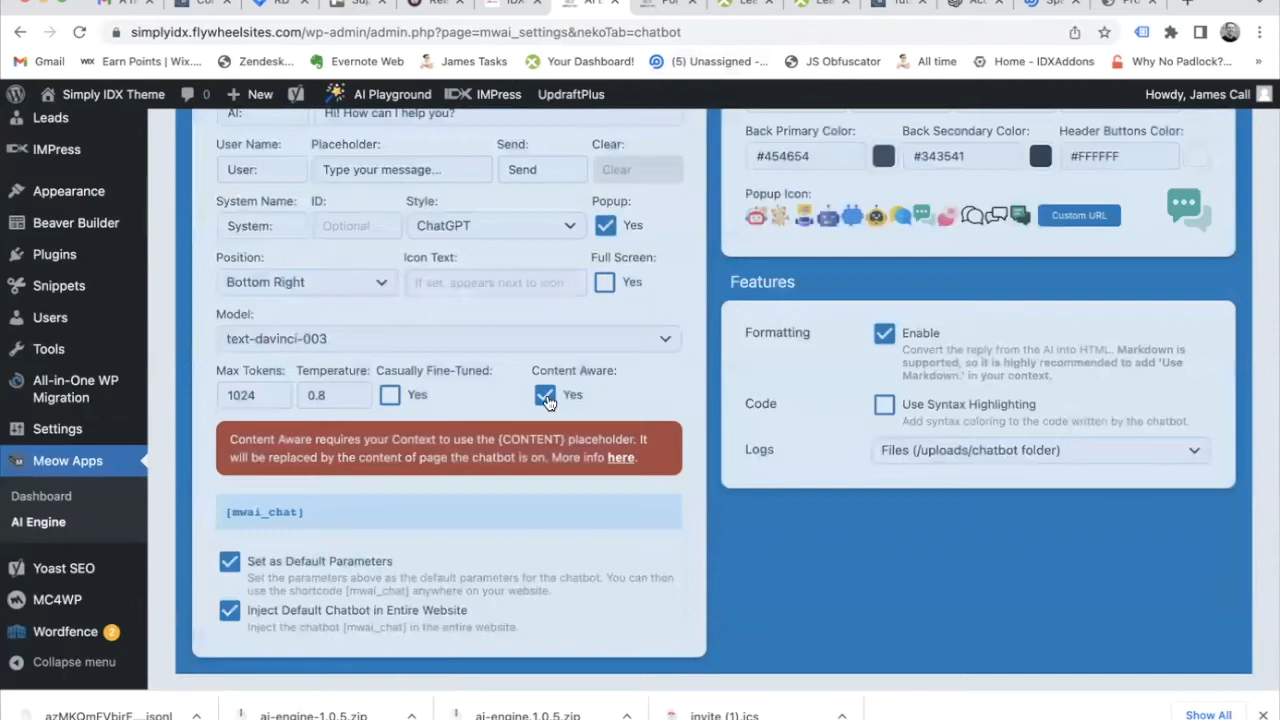 simplyidx.flywheelsites.com/wp-admin/admin.php?page=mwai_settings&nekoTab=chatbot
Gmail
WIX Earn Points | Wix....
Zendesk...
Evernote Web
James Tasks
Your Dashboard!
(5) Unassigned -...
JS Obfuscator
All time
Home - IDXAddons
Why No Padlock?...
»
Simply IDX Theme
0
New
AI Playground
IDX IMPress
UpdraftPlus
Howdy, James Call
Leads
IDX IMPress
Appearance
Beaver Builder
Plugins
Snippets
Users
Tools
All-in-One WP
Migration
Settings
Meow Apps
Dashboard
AI Engine
Yoast SEO
MC4WP
Wordfence 2
Collapse menu
AI:
Hi! How can I help you?
User Name:
Placeholder:
Send:
Clear:
User:
Type your message...
Send
Clear
System Name:
ID:
Style:
Popup:
System:
Optional
ChatGPT
Yes
Position:
Icon Text:
Full Screen:
Bottom Right
If set, appears next to icon
Yes
Model:
text-davinci-003
Max Tokens:
Temperature:
Casually Fine-Tuned:
Content Aware:
1024
0.8
Yes
Yes
Content Aware requires your Context to use the {CONTENT} placeholder. It
will be replaced by the content of page the chatbot is on. More info here.
[mwai_chat]
Set as Default Parameters
Set the parameters above as the default parameters for the chatbot. You can then
use the shortcode [mwai_chat] anywhere on your website.
Inject Default Chatbot in Entire Website
Inject the chatbot [mwai_chat] in the entire website.
Back Primary Color:
Back Secondary Color:
Header Buttons Color:
#454654
#343541
#FFFFFF
Popup Icon:
Custom URL
Features
Formatting
Enable
Convert the reply from the AI into HTML. Markdown is
supported, so it is highly recommended to add 'Use
Markdown.' in your context.
Code
Use Syntax Highlighting
Add syntax coloring to the code written by the chatbot.
Logs
Files (/uploads/chatbot folder)
ai-engine-1.0.5.zip
ai-engine.1.0.5.zip
invite (1).ics
Show All